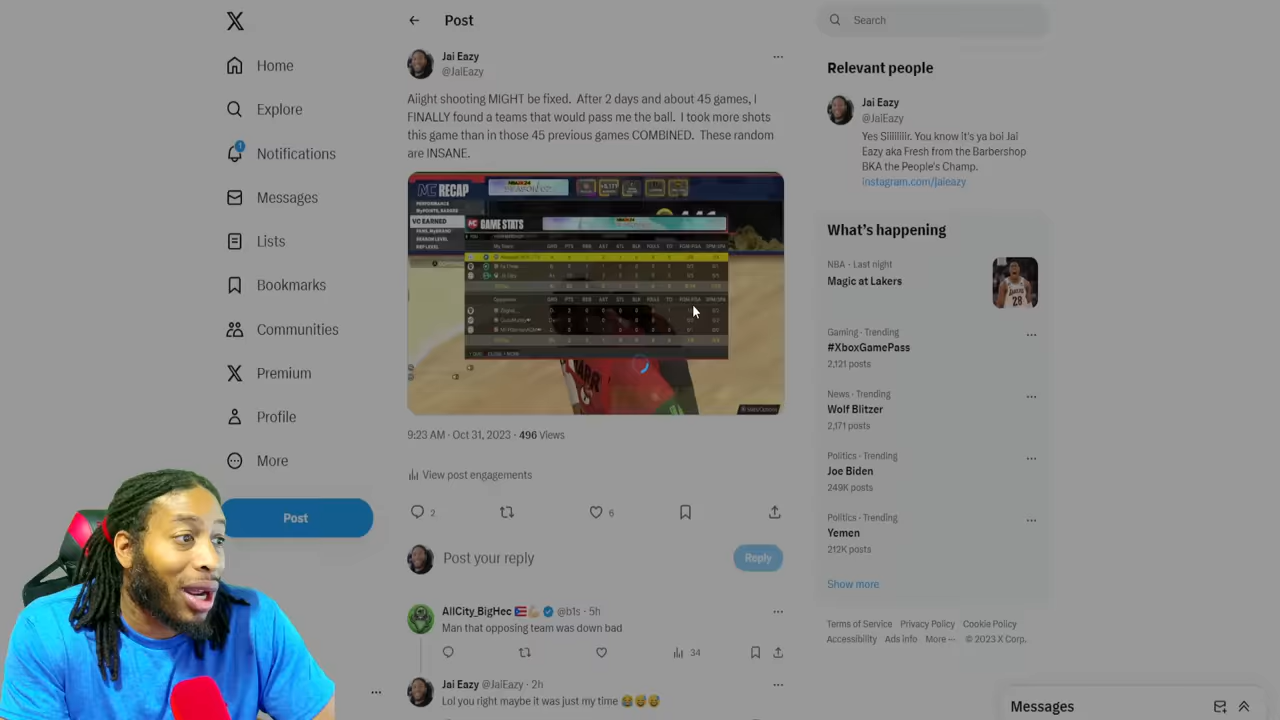 Post
Search
Home
Explore
1
Notifications
Messages
Lists
Bookmarks
Communities
Premium
Profile
More
Post
Jai Eazy
@JaiEazy
Aiight shooting MIGHT be fixed. After 2 days and about 45 games, I
FINALLY found a teams that would pass me the ball. I took more shots
this game than in those 45 previous games COMBINED. These random
are INSANE.
RECAP
VC EARNED
GAME STATS
9:23 AM · Oct 31, 2023 · 496 Views
View post engagements
2
6
Post your reply
Reply
AllCity_BigHec 🇵🇷💪🏻 @b1s · 5h
Man that opposing team was down bad
34
Jai Eazy @JaiEazy · 2h
Lol you right maybe it was just my time 😂😅😅
Relevant people
Jai Eazy
@JaiEazy
Yes Siiiiiiir. You know it's ya boi Jai
Eazy aka Fresh from the Barbershop
BKA the People's Champ.
instagram.com/jaieazy
What's happening
NBA · Last night
Magic at Lakers
Gaming · Trending
#XboxGamePass
2,121 posts
News · Trending
Wolf Blitzer
2,171 posts
Politics · Trending
Joe Biden
249K posts
Politics · Trending
Yemen
212K posts
Show more
Terms of Service Privacy Policy Cookie Policy
Accessibility Ads info More ··· © 2023 X Corp.
Messages